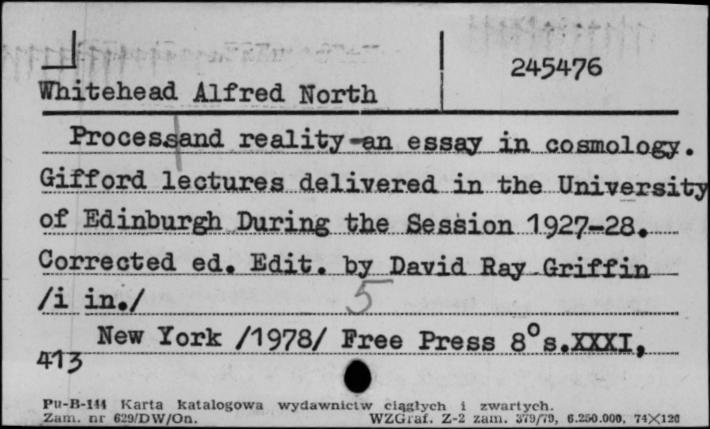 245476
Whitehead Alfred North
Processand reality-an essay in cosmology.
Gifford lectures delivered in the University
of Edinburgh During the Session 1927-28.
Corrected ed. Edit. by David Ray Griffin
/i in./ 5
New York /1978/ Free Press 8°s.XXXI,
413
Pu-B-144 Karta katalogowa wydawnictw ciągłych i zwartych.
Zam. nr 629/DW/On. WZGraf. Z-2 zam. 379/79, 6.250.000, 74×120